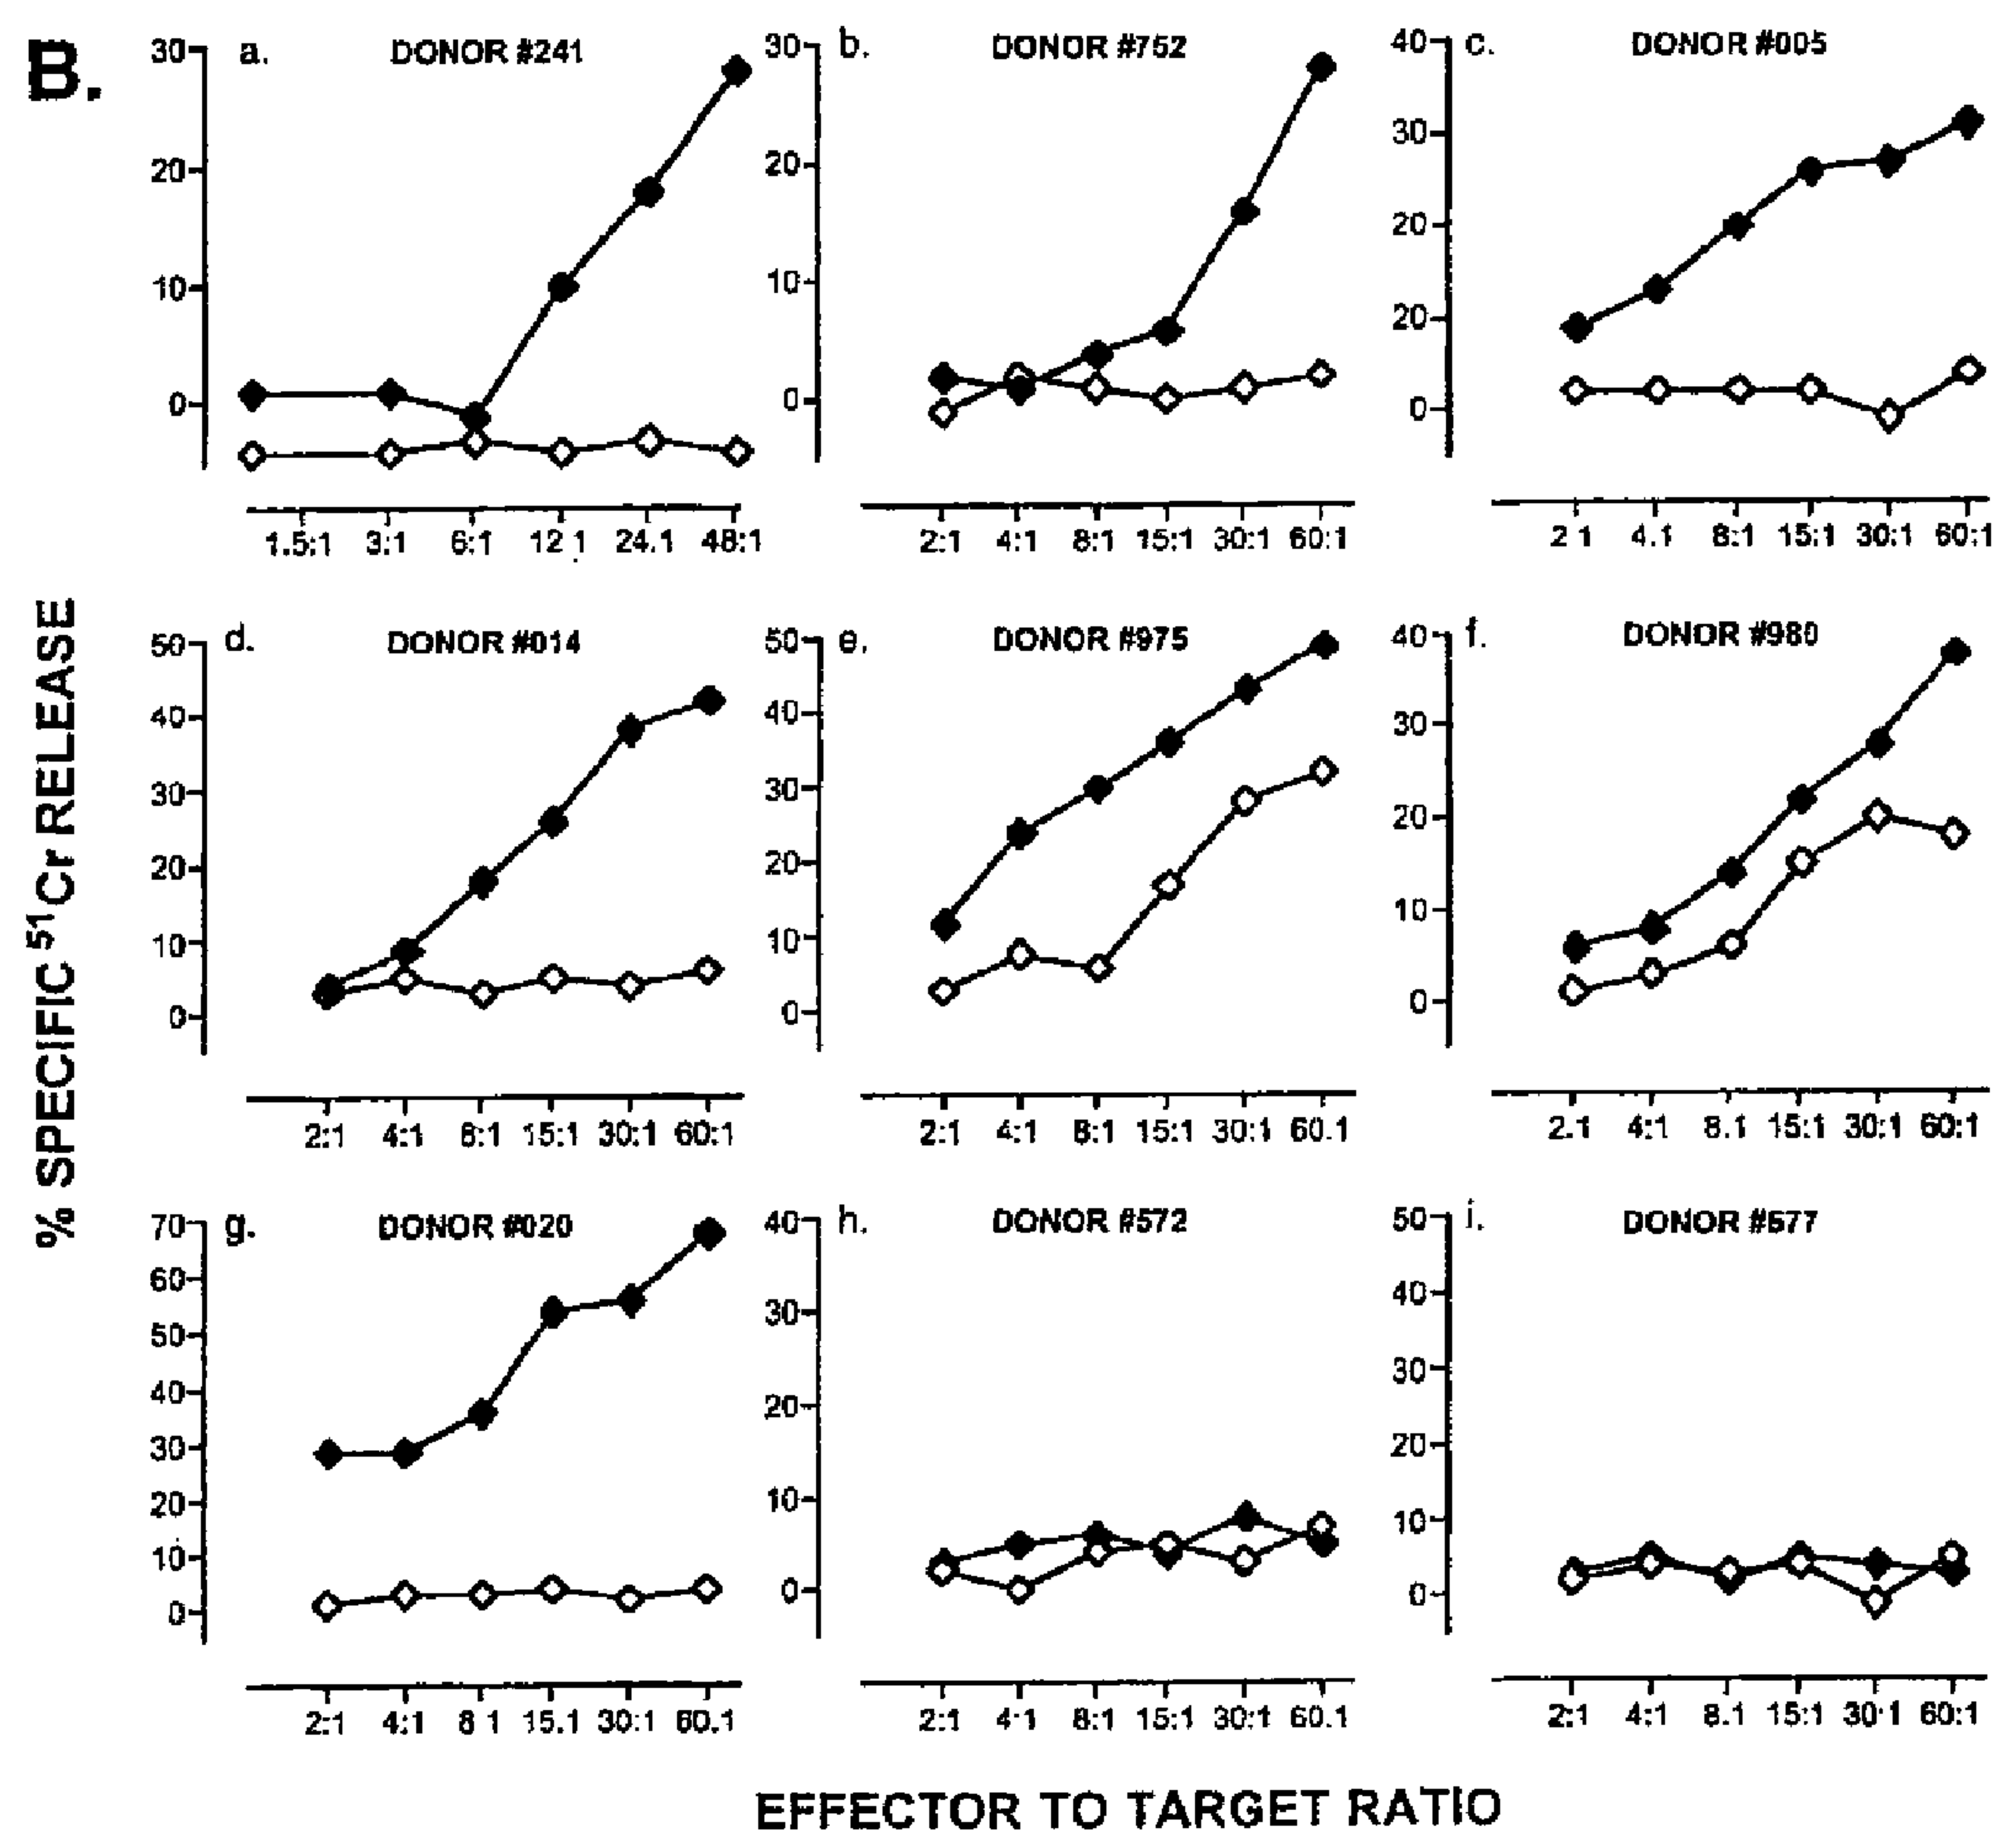 B.
a. DONOR #241
30
20
10
0
1.5:1 3:1 6:1 12 1 24.1 48:1
b. DONOR #752
30
20
10
0
2:1 4:1 8:1 15:1 30:1 60:1
c. DONOR #005
40
30
20
20
0
2 1 4.1 8:1 15:1 30:1 60:1
% SPECIFIC ⁵¹Cr RELEASE
d. DONOR #014
50
40
30
20
10
0
2:1 4:1 8:1 15:1 30:1 60:1
e. DONOR #975
50
40
30
20
10
0
2:1 4:1 8:1 15:1 30:1 60.1
f. DONOR #980
40
30
20
10
0
2.1 4:1 8.1 15:1 30:1 60:1
g. DONOR #020
70
60
50
40
30
20
10
0
2:1 4:1 8 1 15.1 30:1 60.1
h. DONOR #572
40
30
20
10
0
2:1 4:1 8:1 15:1 30:1 60.1
i. DONOR #577
50
40
30
20
10
0
2:1 4:1 8.1 15:1 30:1 60:1
EFFECTOR TO TARGET RATIO